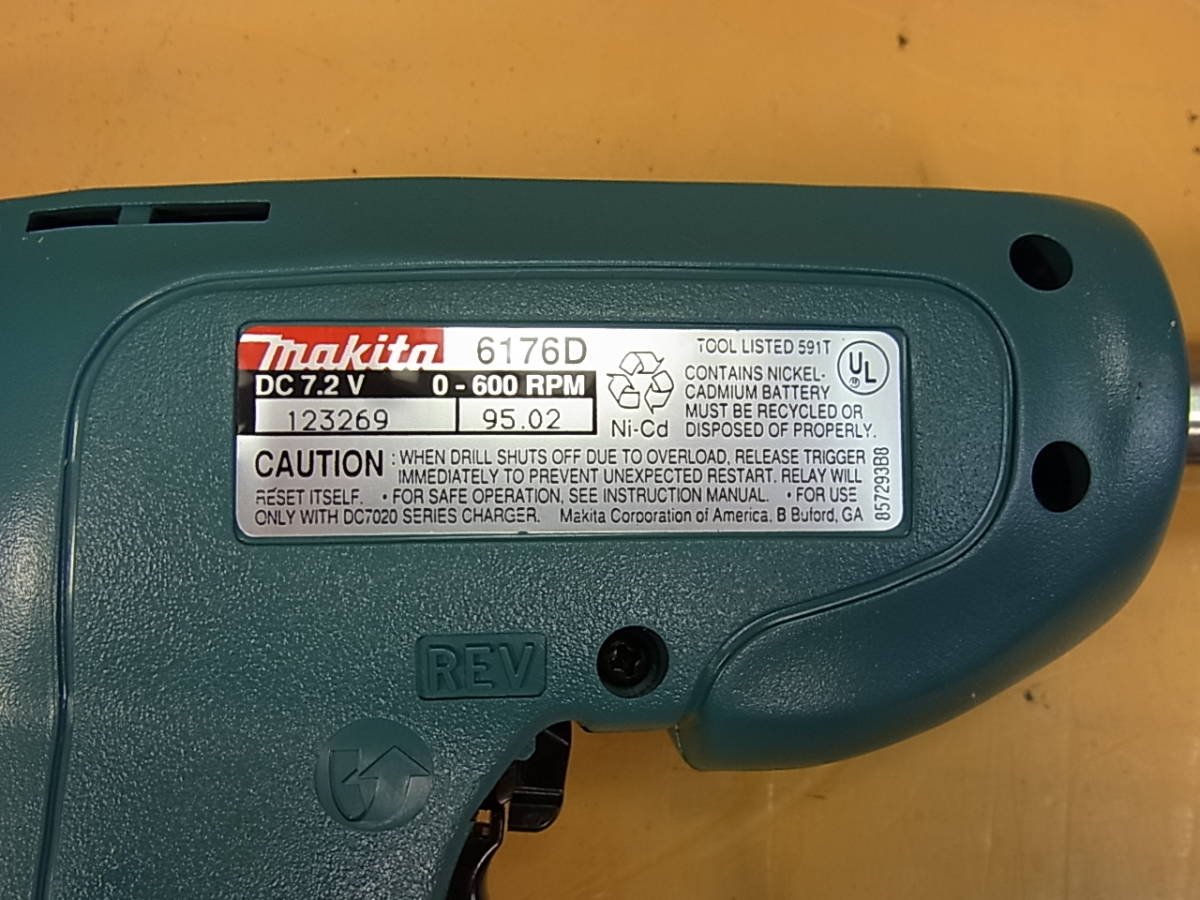 Makita 6176D
DC 7.2 V 0 - 600 RPM
123269 95.02
Ni-Cd
TOOL LISTED 591T
UL
CONTAINS NICKEL-
CADMIUM BATTERY
MUST BE RECYCLED OR
DISPOSED OF PROPERLY.
CAUTION : WHEN DRILL SHUTS OFF DUE TO OVERLOAD, RELEASE TRIGGER
IMMEDIATELY TO PREVENT UNEXPECTED RESTART. RELAY WILL
RESET ITSELF. • FOR SAFE OPERATION, SEE INSTRUCTION MANUAL. • FOR USE
ONLY WITH DC7020 SERIES CHARGER. Makita Corporation of America. B Buford, GA
857293B8
REV